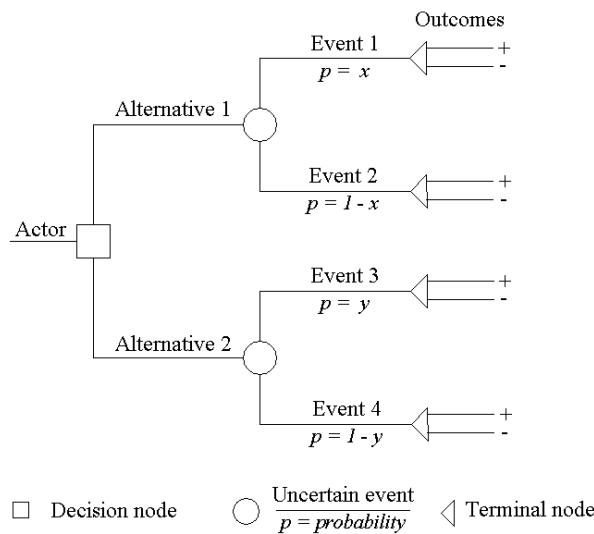 Outcomes
Event 1
p = x
+
-
Alternative 1
Event 2
p = 1 - x
+
-
Actor
Event 3
p = y
+
-
Alternative 2
Event 4
p = 1 - y
+
-
Decision node
Uncertain event
p = probability
Terminal node